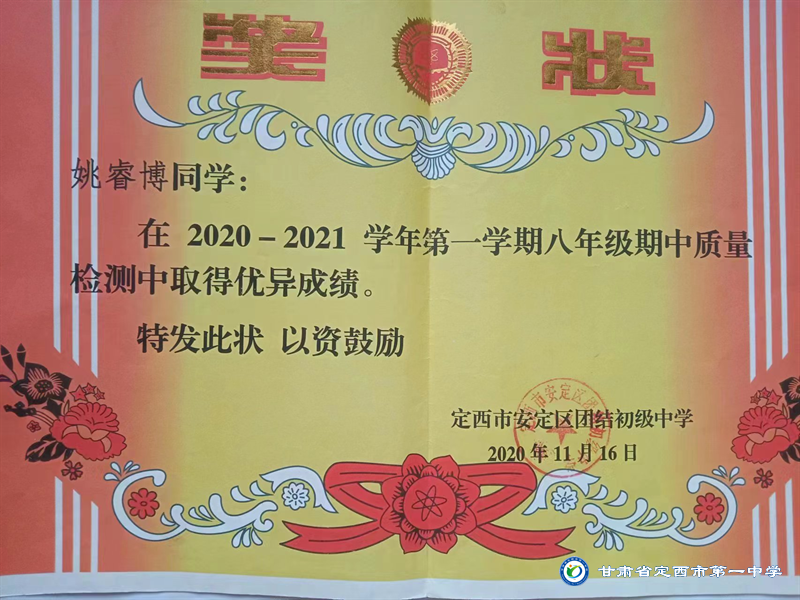 奖状
姚睿博同学：
在 2020－2021 学年第一学期八年级期中质量
检测中取得优异成绩。
特发此状 以资鼓励
定西市安定区团结初级中学
2020 年 11 月 16 日
甘肃省定西市第一中学